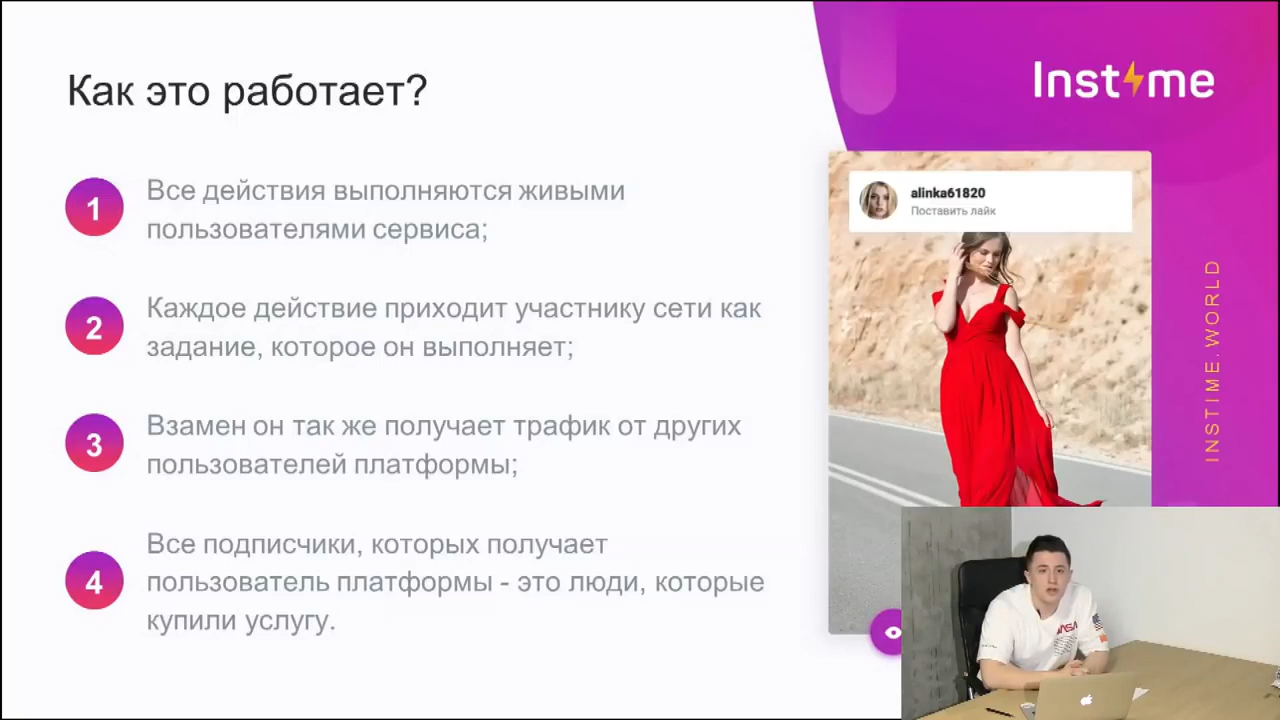 Как это работает?
Inst me
1
Все действия выполняются живыми
пользователями сервиса;
2
Каждое действие приходит участнику сети как
задание, которое он выполняет;
3
Взамен он так же получает трафик от других
пользователей платформы;
4
Все подписчики, которых получает
пользователь платформы - это люди, которые
купили услугу.
alinka61820
Поставить лайк
INSTIME.WORLD
NASA